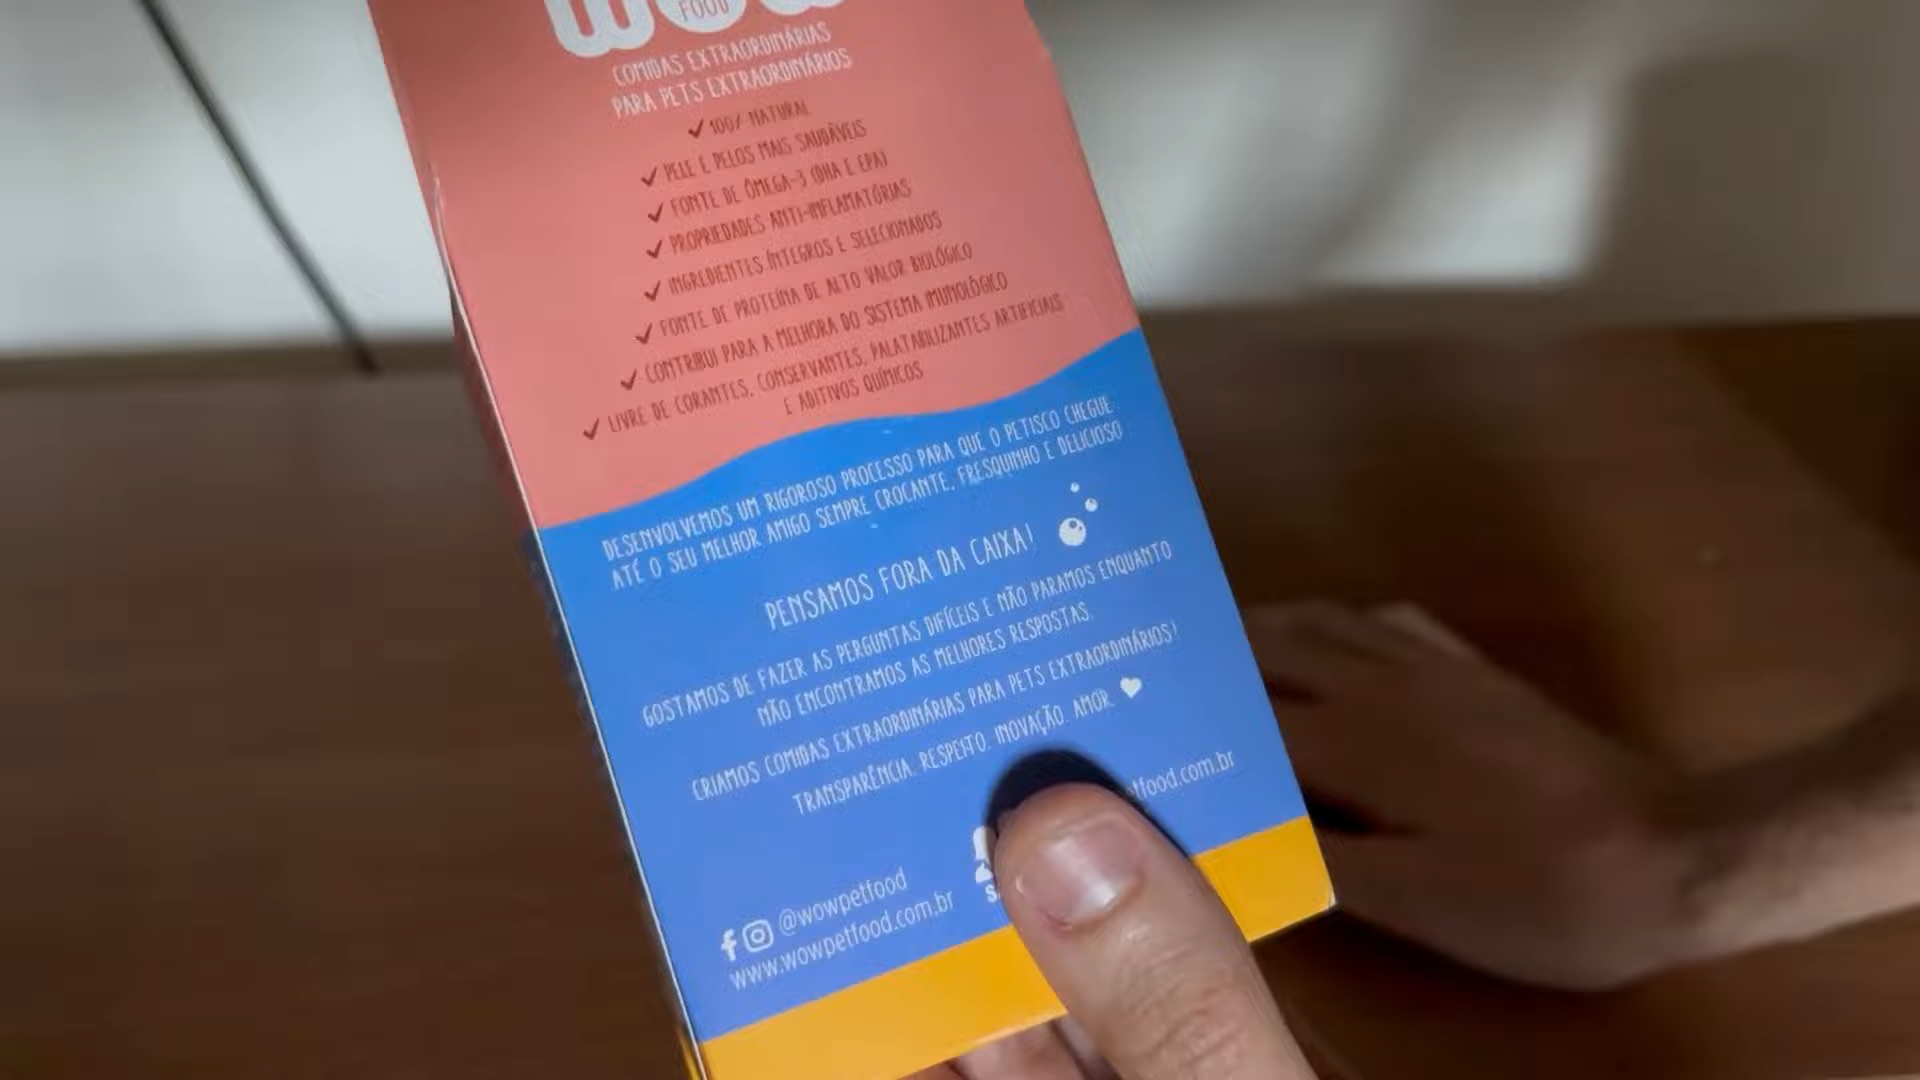 WOW
FOOD
COMIDAS EXTRAORDINÁRIAS
PARA PETS EXTRAORDINÁRIOS
✓ 100% NATURAL
✓ PELE E PELOS MAIS SAUDÁVEIS
✓ FONTE DE ÔMEGA-3 (DHA E EPA)
✓ PROPRIEDADES ANTI-INFLAMATÓRIAS
✓ INGREDIENTES ÍNTEGROS E SELECIONADOS
✓ FONTE DE PROTEÍNA DE ALTO VALOR BIOLÓGICO
✓ CONTRIBUI PARA A MELHORA DO SISTEMA IMUNOLÓGICO
✓ LIVRE DE CORANTES, CONSERVANTES, PALATABILIZANTES ARTIFICIAIS
E ADITIVOS QUÍMICOS
DESENVOLVEMOS UM RIGOROSO PROCESSO PARA QUE O PETISCO CHEGUE
ATÉ O SEU MELHOR AMIGO SEMPRE CROCANTE, FRESQUINHO E DELICIOSO
PENSAMOS FORA DA CAIXA!
GOSTAMOS DE FAZER AS PERGUNTAS DIFÍCEIS E NÃO PARAMOS ENQUANTO
NÃO ENCONTRAMOS AS MELHORES RESPOSTAS.
CRIAMOS COMIDAS EXTRAORDINÁRIAS PARA PETS EXTRAORDINÁRIOS!
TRANSPARÊNCIA. RESPEITO. INOVAÇÃO. AMOR
etfood.com.br
@wowpetfood
www.wowpetfood.com.br